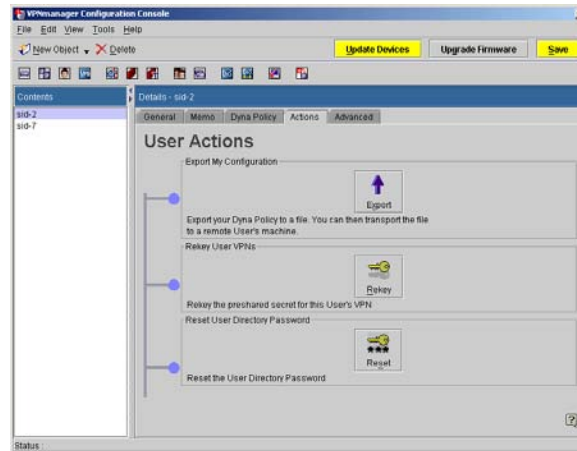 VPNmanager Configuration Console
File Edit View Tools Help
New Object Delete Update Devices Upgrade Firmware Save
Contents
Details - sid-2
sid-2
sid-7
General Memo Dyna Policy Actions Advanced
User Actions
Export My Configuration
Export
Export your Dyna Policy to a file. You can then transport the file
to a remote User's machine.
Rekey User VPNs
Rekey
Rekey the preshared secret for this User's VPN
Reset User Directory Password
Reset
Reset the User Directory Password
Status :